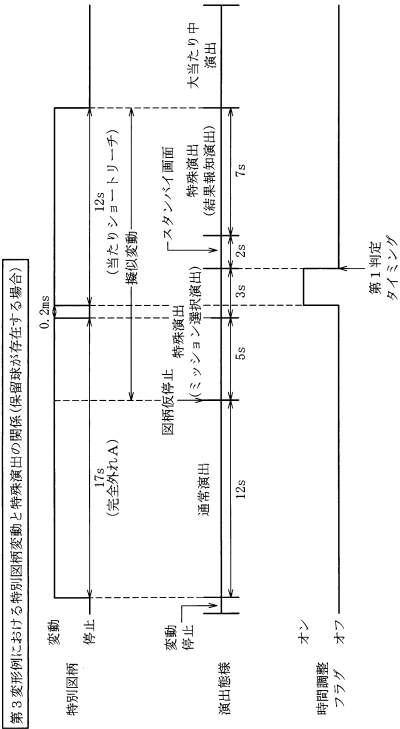 第３変形例における特別図柄変動と特殊演出の関係(保留球が存在する場合)
特別図柄
変動
停止
17s
(完全外れＡ)
0.2ms
12s
(当たりショートリーチ)
擬似変動
図柄仮停止
演出態様
変動
停止
通常演出
特殊演出
(ミッション選択演出)
スタンバイ画面
特殊演出
(結果報知演出)
大当たり中
演出
12s
5s
3s
2s
7s
時間調整
フラグ
オン
オフ
第１判定
タイミング